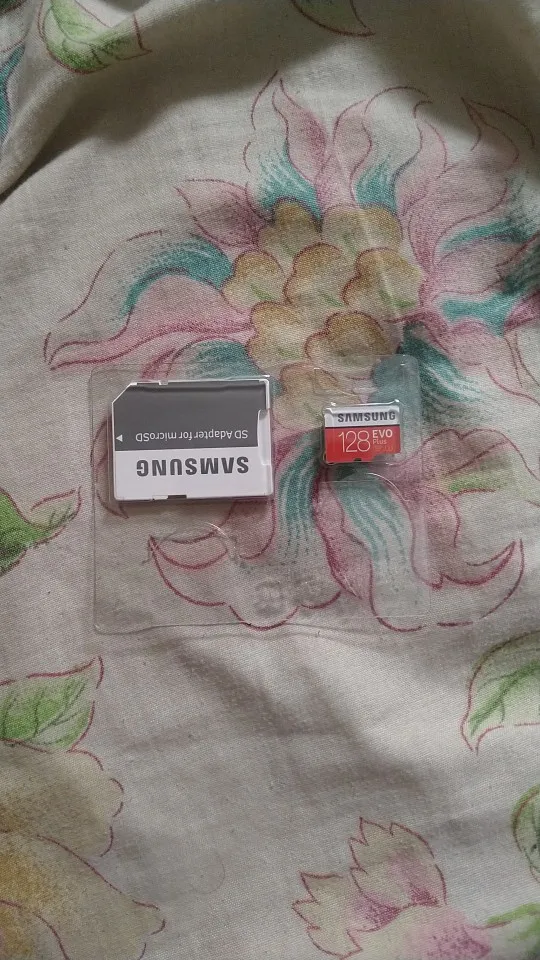 SD Adapter for microSD
SAMSUNG
SAMSUNG
128 EVO
Plus